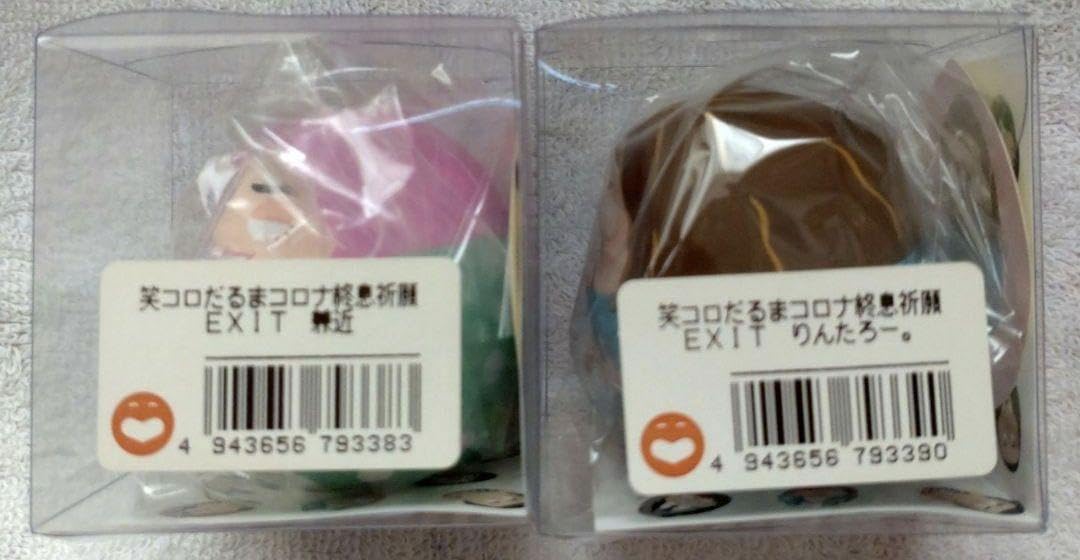 笑コロだるまコロナ終息祈願
EXIT 兼近
4 943656 793383
笑コロだるまコロナ終息祈願
EXIT りんたろー。
4 943656 793390